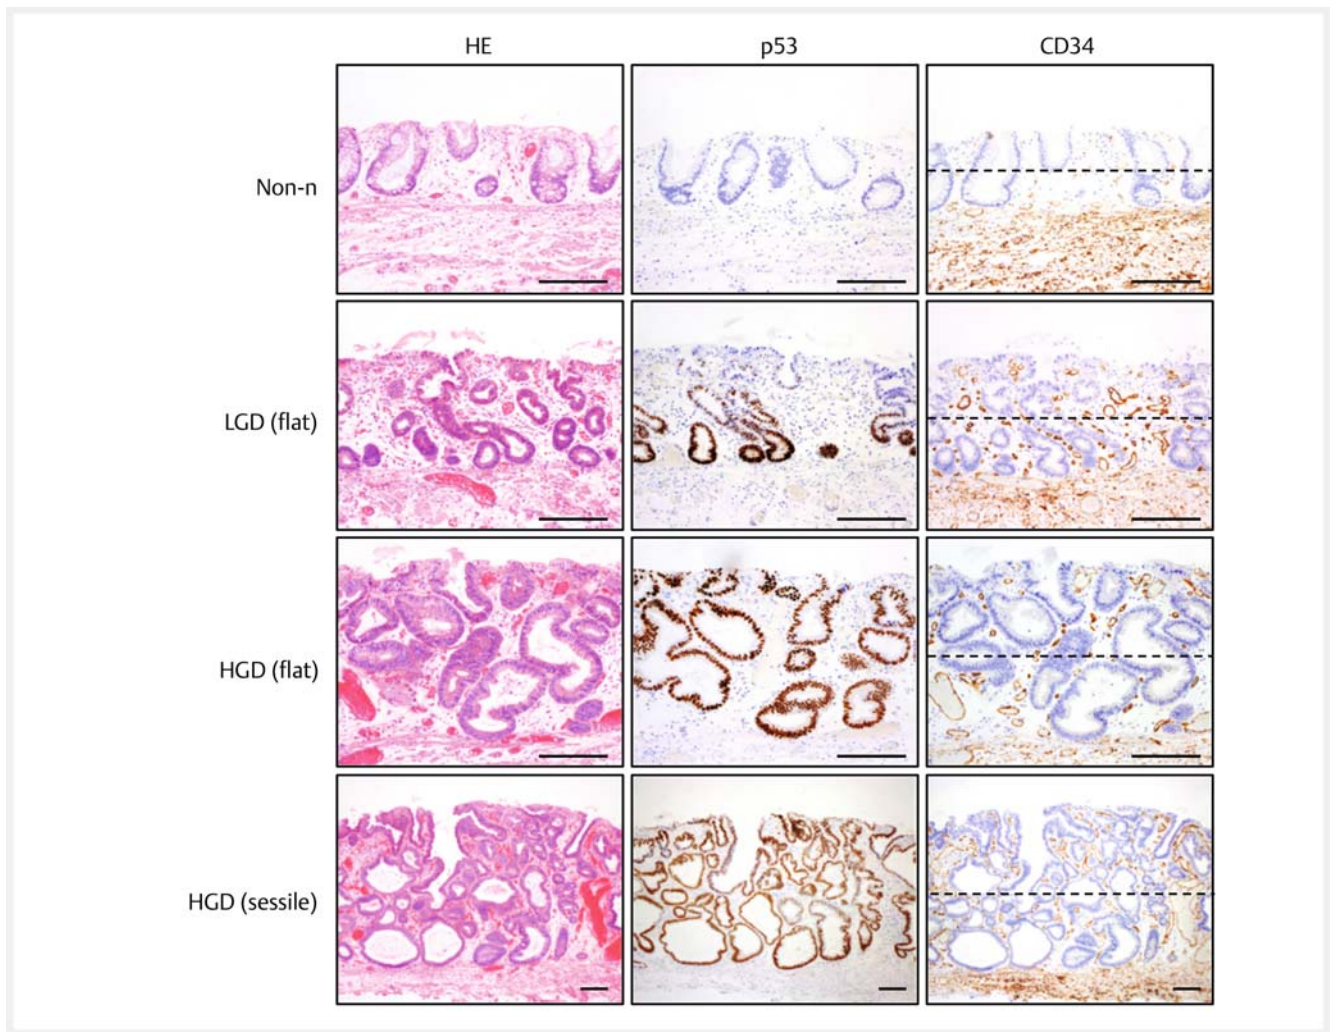 HE p53 CD34
Non-n
LGD (flat)
HGD (flat)
HGD (sessile)